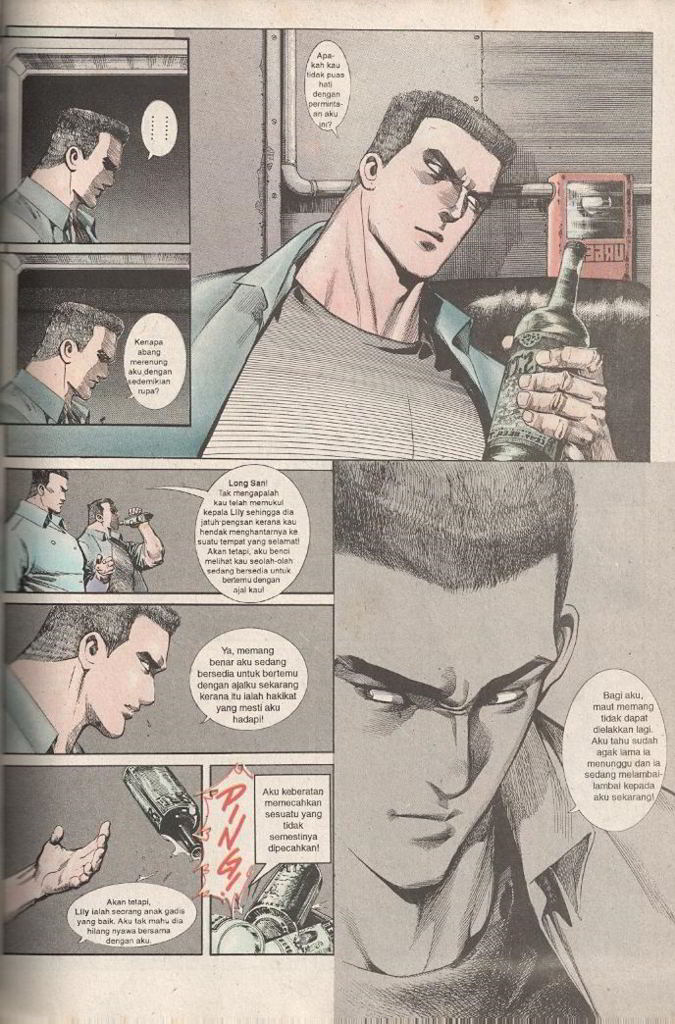 Apa-
kah kau
tidak puas
hati
dengan
perminta-
an aku
ini?
Kenapa
abang
merenung
aku dengan
sedemikian
rupa?
Long San!
Tak mengapalah
kau telah memukul
kepala Lily sehingga dia
jatuh pengsan kerana kau
hendak menghantarnya ke
suatu tempat yang selamat!
Akan tetapi, aku benci
melihat kau seolah-olah
sedang bersedia untuk
bertemu dengan
ajal kau!
Ya, memang
benar aku sedang
bersedia untuk bertemu
dengan ajalku sekarang
kerana itu ialah hakikat
yang mesti aku
hadapi!
Bagi aku,
maut memang
tidak dapat
dielakkan lagi.
Aku tahu sudah
agak lama ia
menunggu dan ia
sedang melambai-
lambai kepada
aku sekarang!
Akan tetapi,
Lily ialah seorang anak gadis
yang baik. Aku tak mahu dia
hilang nyawa bersama
dengan aku.
PING!
Aku keberatan
memecahkan
sesuatu yang
tidak
semestinya
dipecahkan!